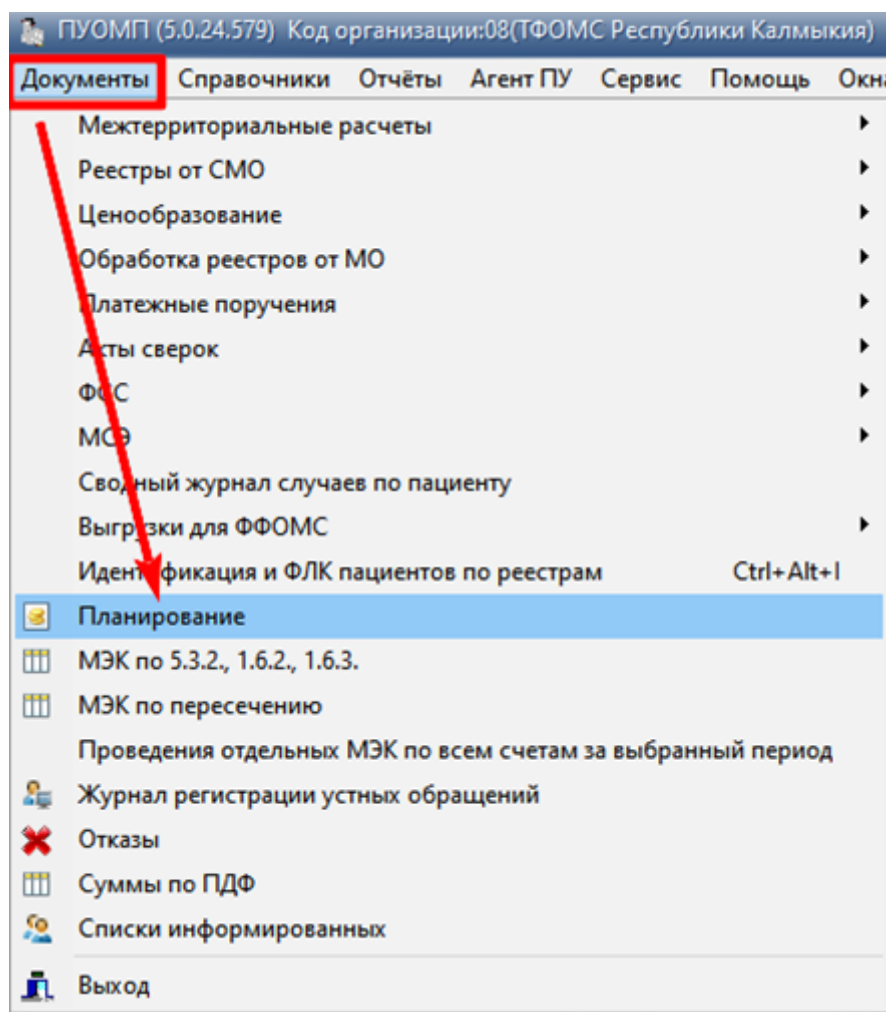 ПУОМП (5.0.24.579) Код организации:08(ТФОМС Республики Калмыкия)
Документы Справочники Отчёты Агент ПУ Сервис Помощь Окна
Межтерриториальные расчеты
Реестры от СМО
Ценообразование
Обработка реестров от МО
Платежные поручения
Акты сверок
ФСС
МСЭ
Сводный журнал случаев по пациенту
Выгрузки для ФФОМС
Идентификация и ФЛК пациентов по реестрам Ctrl+Alt+I
Планирование
МЭК по 5.3.2., 1.6.2., 1.6.3.
МЭК по пересечению
Проведения отдельных МЭК по всем счетам за выбранный период
Журнал регистрации устных обращений
Отказы
Суммы по ПДФ
Списки информированных
Выход